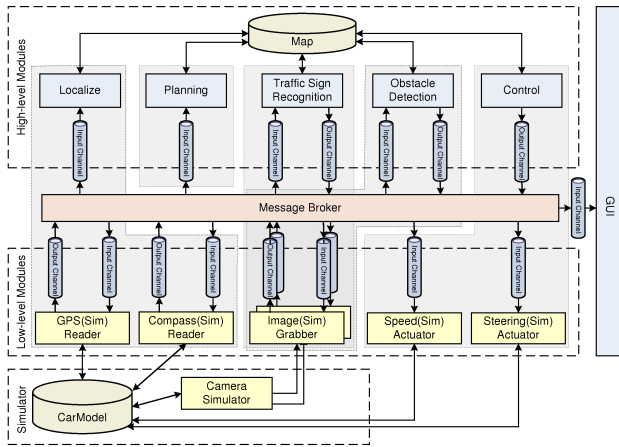 High-level Modules
Map
Localize
Planning
Traffic Sign
Recognition
Obstacle
Detection
Control
Input Channel
Input Channel
Input Channel
Output Channel
Input Channel
Output Channel
Output Channel
Message Broker
Input Channel
GUI
Low-level Modules
Output Channel
Input Channel
Output Channel
Input Channel
Output Channel
Input Channel
Input Channel
Input Channel
GPS(Sim)
Reader
Compass(Sim)
Reader
Image(Sim)
Grabber
Speed(Sim)
Actuator
Steering(Sim)
Actuator
Simulator
CarModel
Camera
Simulator